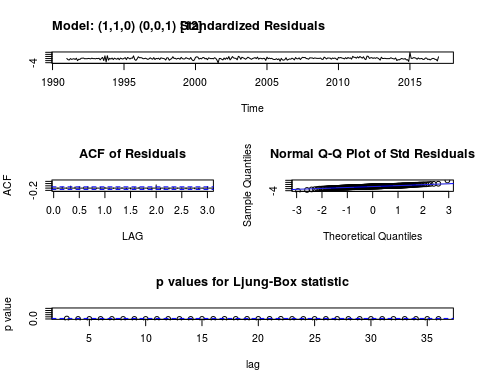 Model: (1,1,0) (0,0,1) [12] Standardized Residuals
-4
1990 1995 2000 2005 2010 2015
Time
ACF of Residuals
ACF
-0.2
0.0 0.5 1.0 1.5 2.0 2.5 3.0
LAG
Normal Q-Q Plot of Std Residuals
Sample Quantiles
-4
-3 -2 -1 0 1 2 3
Theoretical Quantiles
p values for Ljung-Box statistic
p value
0.0
5 10 15 20 25 30 35
lag